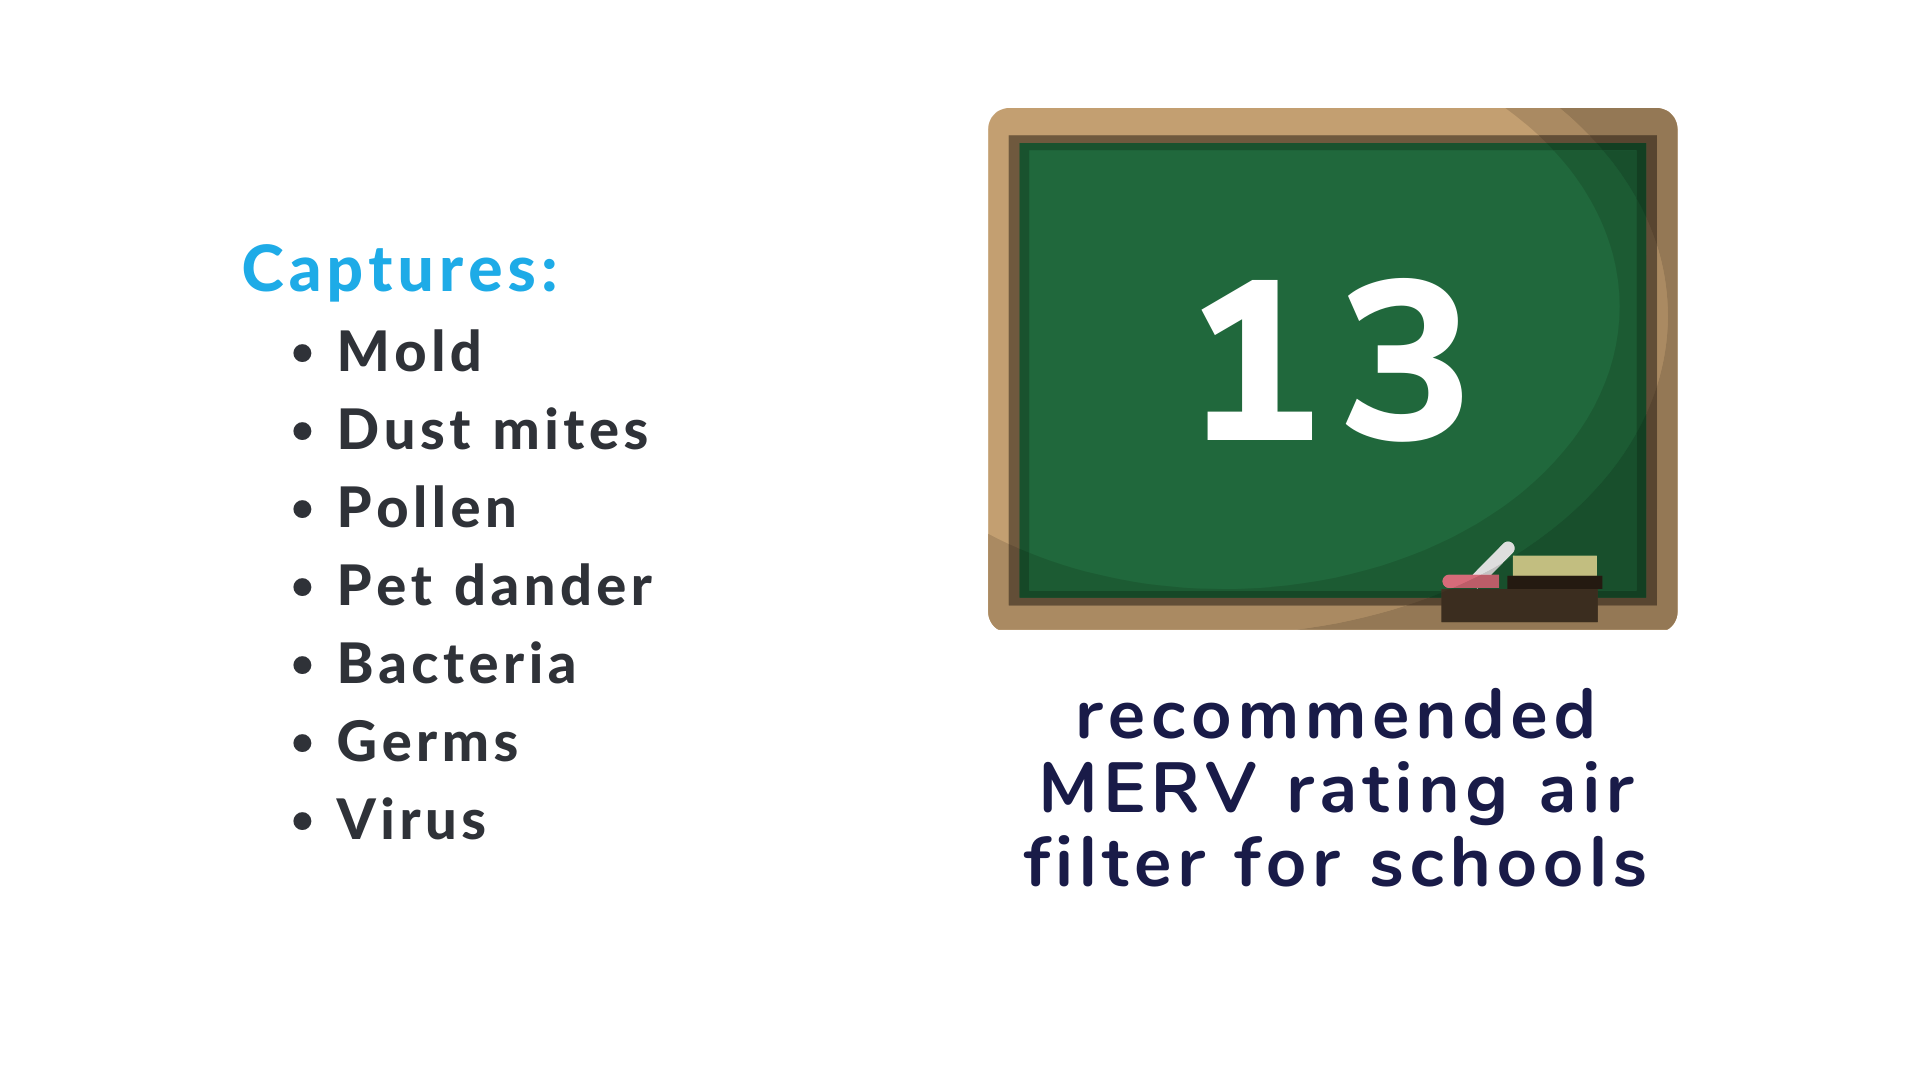 Captures:
• Mold
• Dust mites
• Pollen
• Pet dander
• Bacteria
• Germs
• Virus
13
recommended
MERV rating air
filter for schools